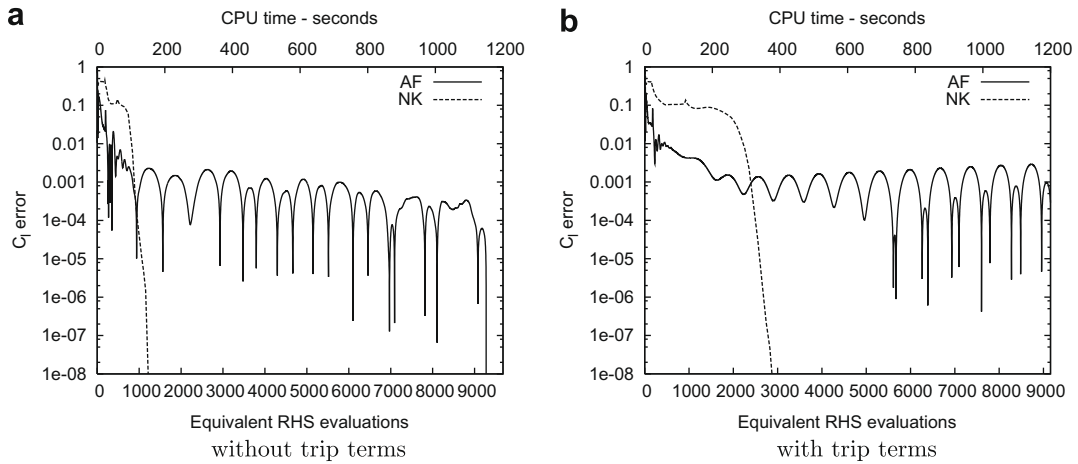 a
CPU time - seconds
0 200 400 600 800 1000 1200
1
0.1
0.01
0.001
1e-04
1e-05
1e-06
1e-07
1e-08
C_l error
AF
NK
0 1000 2000 3000 4000 5000 6000 7000 8000 9000
Equivalent RHS evaluations
without trip terms
b
CPU time - seconds
0 200 400 600 800 1000 1200
1
0.1
0.01
0.001
1e-04
1e-05
1e-06
1e-07
1e-08
C_l error
AF
NK
0 1000 2000 3000 4000 5000 6000 7000 8000 9000
Equivalent RHS evaluations
with trip terms